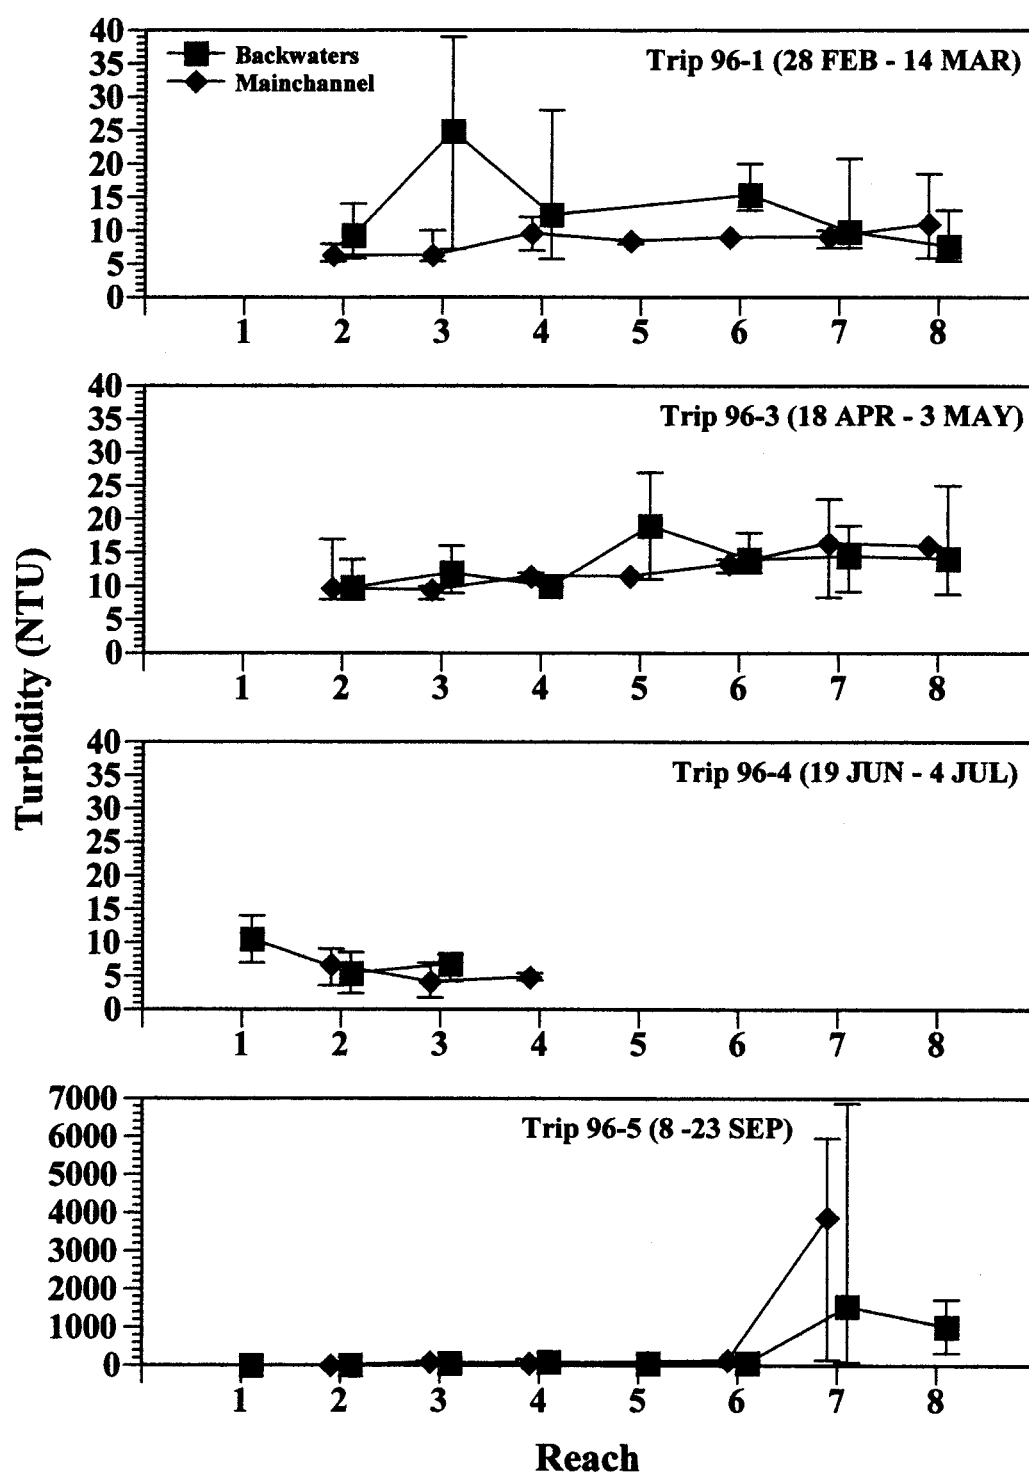 40
35
30
25
20
15
10
5
0
Backwaters
Mainchannel
Trip 96-1 (28 FEB - 14 MAR)
1 2 3 4 5 6 7 8
40
35
30
25
20
15
10
5
0
Trip 96-3 (18 APR - 3 MAY)
1 2 3 4 5 6 7 8
Turbidity (NTU)
40
35
30
25
20
15
10
5
0
Trip 96-4 (19 JUN - 4 JUL)
1 2 3 4 5 6 7 8
7000
6000
5000
4000
3000
2000
1000
0
Trip 96-5 (8 -23 SEP)
1 2 3 4 5 6 7 8
Reach